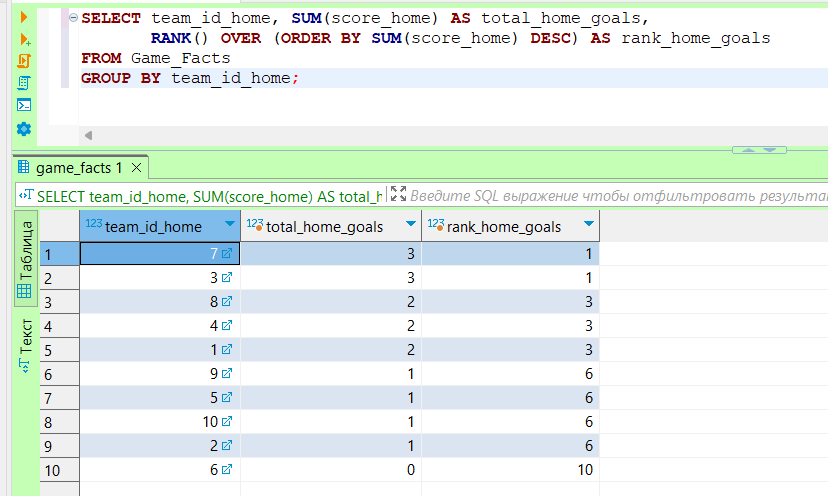 SELECT team_id_home, SUM(score_home) AS total_home_goals,
RANK() OVER (ORDER BY SUM(score_home) DESC) AS rank_home_goals
FROM Game_Facts
GROUP BY team_id_home;
game_facts 1
SELECT team_id_home, SUM(score_home) AS total_h Введите SQL выражение чтобы отфильтровать результа
Таблица
Текст
123 team_id_home 123 total_home_goals 123 rank_home_goals
1 7 3 1
2 3 3 1
3 8 2 3
4 4 2 3
5 1 2 3
6 9 1 6
7 5 1 6
8 10 1 6
9 2 1 6
10 6 0 10